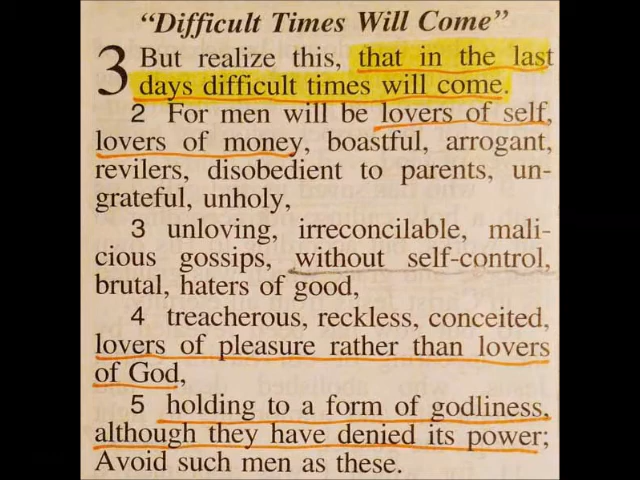 "Difficult Times Will Come"
3 But realize this, that in the last
days difficult times will come.
2 For men will be lovers of self,
lovers of money, boastful, arrogant,
revilers, disobedient to parents, un-
grateful, unholy,
3 unloving, irreconcilable, mali-
cious gossips, without self-control,
brutal, haters of good,
4 treacherous, reckless, conceited,
lovers of pleasure rather than lovers
of God,
5 holding to a form of godliness,
although they have denied its power;
Avoid such men as these.